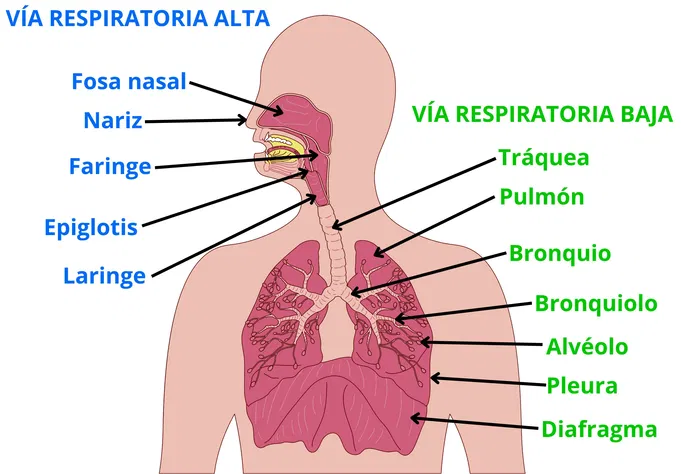 VÍA RESPIRATORIA ALTA
Fosa nasal
Nariz
Faringe
Epiglotis
Laringe
VÍA RESPIRATORIA BAJA
Tráquea
Pulmón
Bronquio
Bronquiolo
Alvéolo
Pleura
Diafragma